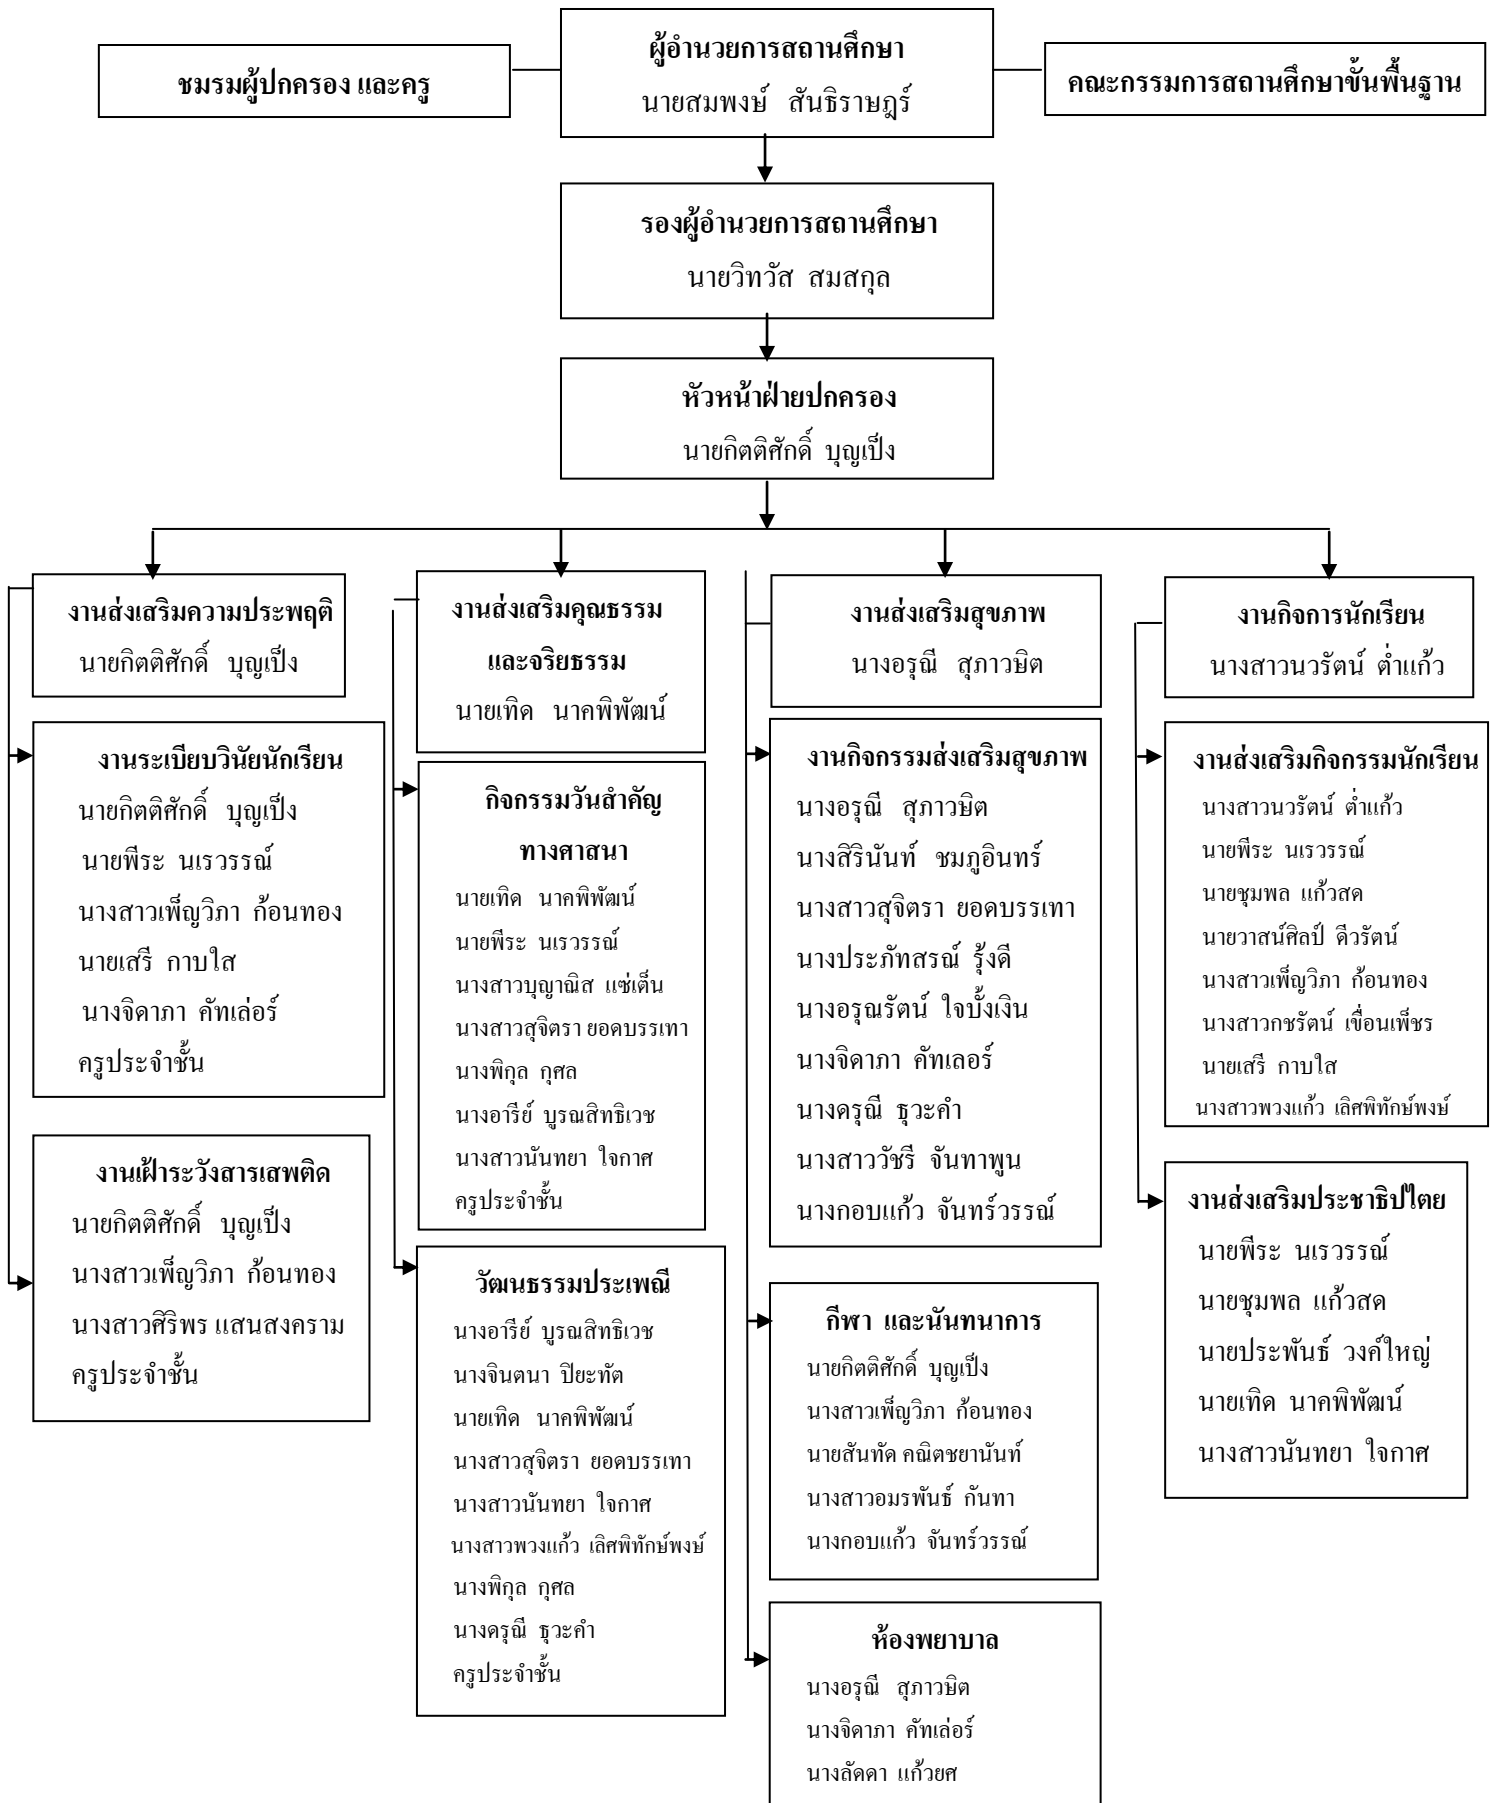 ผู้อำนวยการสถานศึกษา
นายสมพงษ์ สันธิราษฎร์
ชมรมผู้ปกครอง และครู
คณะกรรมการสถานศึกษาขั้นพื้นฐาน
รองผู้อำนวยการสถานศึกษา
นายวิทวัส สมสกุล
หัวหน้าฝ่ายปกครอง
นายกิตติศักดิ์ บุญเป็ง
งานส่งเสริมความประพฤติ
นายกิตติศักดิ์ บุญเป็ง
งานระเบียบวินัยนักเรียน
นายกิตติศักดิ์ บุญเป็ง
นายพีระ นเรวรรณ์
นางสาวเพ็ญวิภา ก้อนทอง
นายเสรี กาบใส
นางจิดาภา คัทเล่อร์
ครูประจำชั้น
งานเฝ้าระวังสารเสพติด
นายกิตติศักดิ์ บุญเป็ง
นางสาวเพ็ญวิภา ก้อนทอง
นางสาวศิริพร แสนสงคราม
ครูประจำชั้น
งานส่งเสริมคุณธรรม
และจริยธรรม
นายเทิด นาคพิพัฒน์
กิจกรรมวันสำคัญ
ทางศาสนา
นายเทิด นาคพิพัฒน์
นายพีระ นเรวรรณ์
นางสาวบุญาณิส แซ่เต็น
นางสาวสุจิตรา ยอดบรรเทา
นางพิกุล กุศล
นางอารีย์ บูรณสิทธิเวช
นางสาวนันทยา ใจกาศ
ครูประจำชั้น
วัฒนธรรมประเพณี
นางอารีย์ บูรณสิทธิเวช
นางจินตนา ปิยะทัต
นายเทิด นาคพิพัฒน์
นางสาวสุจิตรา ยอดบรรเทา
นางสาวนันทยา ใจกาศ
นางสาวพวงแก้ว เลิศพิทักษ์พงษ์
นางพิกุล กุศล
นางครุณี ธุวะคำ
ครูประจำชั้น
งานส่งเสริมสุขภาพ
นางอรุณี สุภาวษิต
งานกิจกรรมส่งเสริมสุขภาพ
นางอรุณี สุภาวษิต
นางสิรินันท์ ชมภูอินทร์
นางสาวสุจิตรา ยอดบรรเทา
นางประภัทสรณ์ รุ้งดี
นางอรุณรัตน์ ใจบั้งเงิน
นางจิดาภา คัทเลอร์
นางดรุณี ธุวะคำ
นางสาววัชรี จันทาพูน
นางกอบแก้ว จันทร์วรรณ์
กีฬา และนันทนาการ
นายกิตติศักดิ์ บุญเป็ง
นางสาวเพ็ญวิภา ก้อนทอง
นายสันทัด คณิตชยานันท์
นางสาวอมรพันธ์ กันทา
นางกอบแก้ว จันทร์วรรณ์
ห้องพยาบาล
นางอรุณี สุภาวษิต
นางจิดาภา คัทเล่อร์
นางลัดดา แก้วยศ
งานกิจการนักเรียน
นางสาวนวรัตน์ ต่ำแก้ว
งานส่งเสริมกิจกรรมนักเรียน
นางสาวนวรัตน์ ต่ำแก้ว
นายพีระ นเรวรรณ์
นายชุมพล แก้วสด
นายวาสน์ศิลป์ ดีวรัตน์
นางสาวเพ็ญวิภา ก้อนทอง
นางสาวกชรัตน์ เขื่อนเพ็ชร
นายเสรี กาบใส
นางสาวพวงแก้ว เลิศพิทักษ์พงษ์
งานส่งเสริมประชาธิปไตย
นายพีระ นเรวรรณ์
นายชุมพล แก้วสด
นายประพันธ์ วงค์ใหญ่
นายเทิด นาคพิพัฒน์
นางสาวนันทยา ใจกาศ